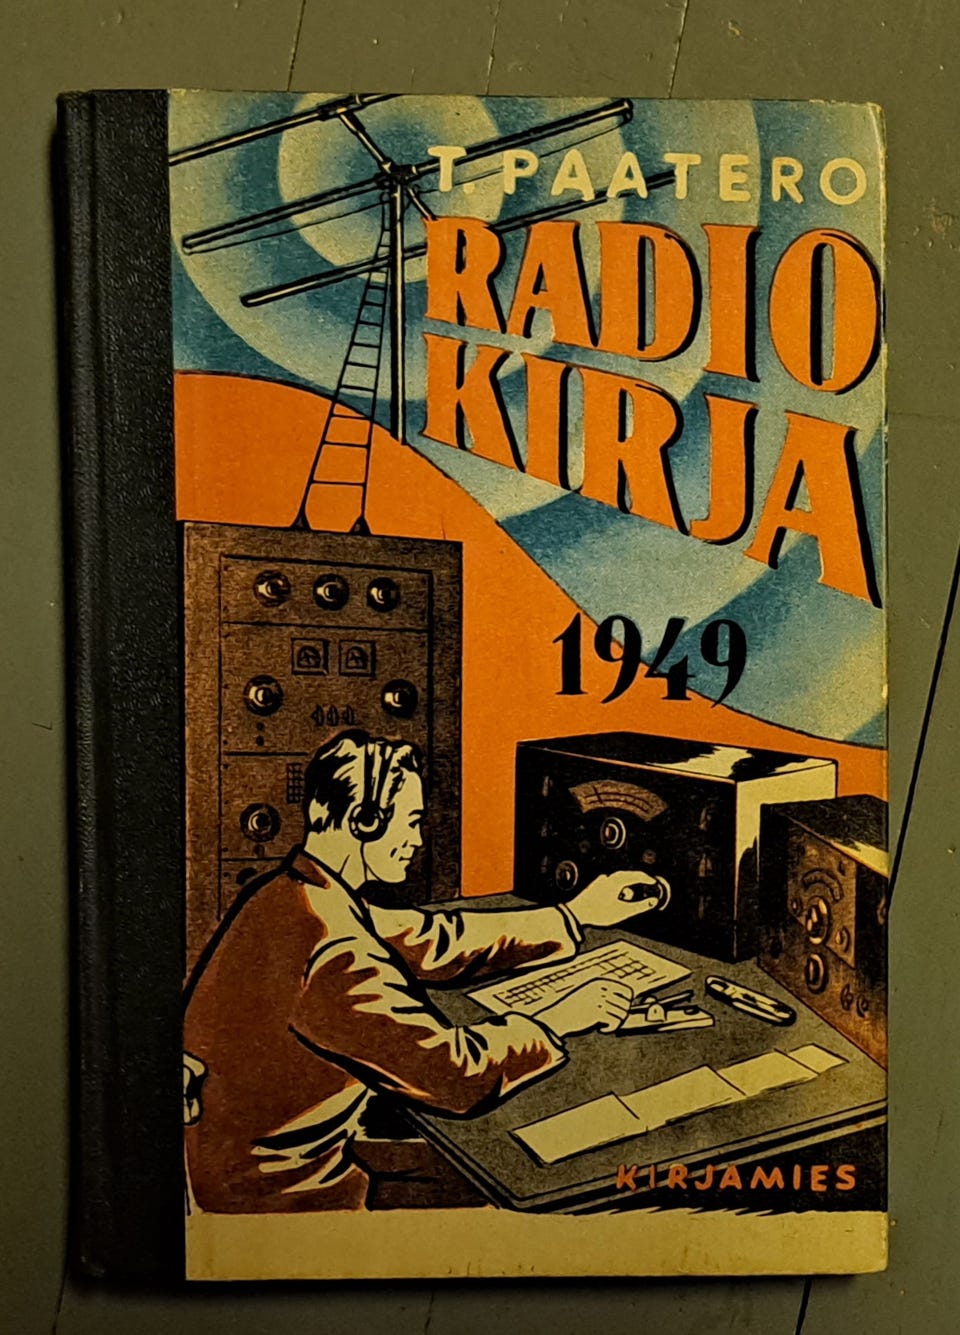 T. PAATERO
RADIO
KIRJA
1949
KIRJAMIES